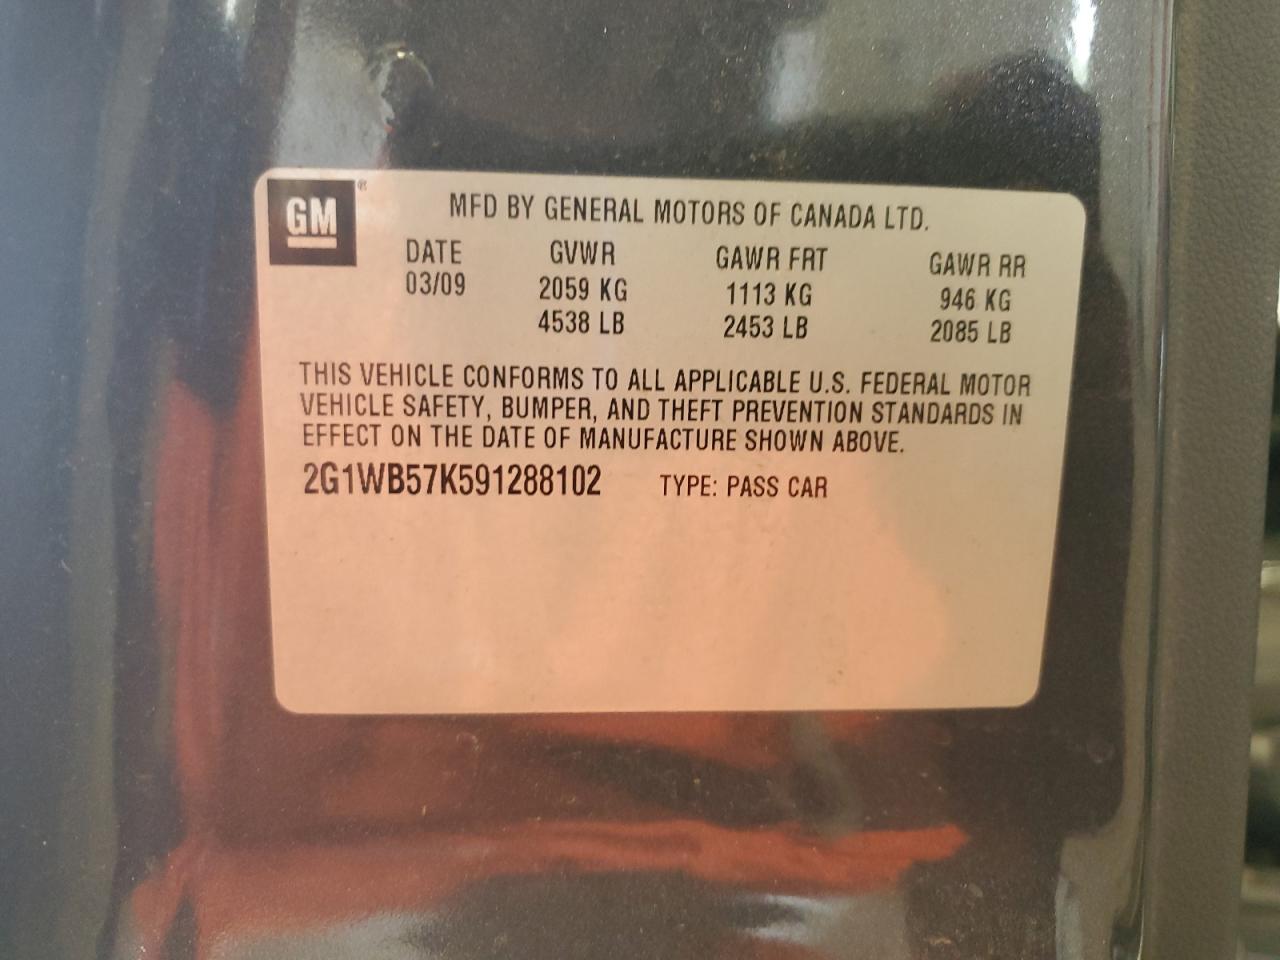 GM®
MFD BY GENERAL MOTORS OF CANADA LTD.
DATE GVWR GAWR FRT GAWR RR
03/09 2059 KG 1113 KG 946 KG
4538 LB 2453 LB 2085 LB
THIS VEHICLE CONFORMS TO ALL APPLICABLE U.S. FEDERAL MOTOR
VEHICLE SAFETY, BUMPER, AND THEFT PREVENTION STANDARDS IN
EFFECT ON THE DATE OF MANUFACTURE SHOWN ABOVE.
2G1WB57K591288102 TYPE: PASS CAR